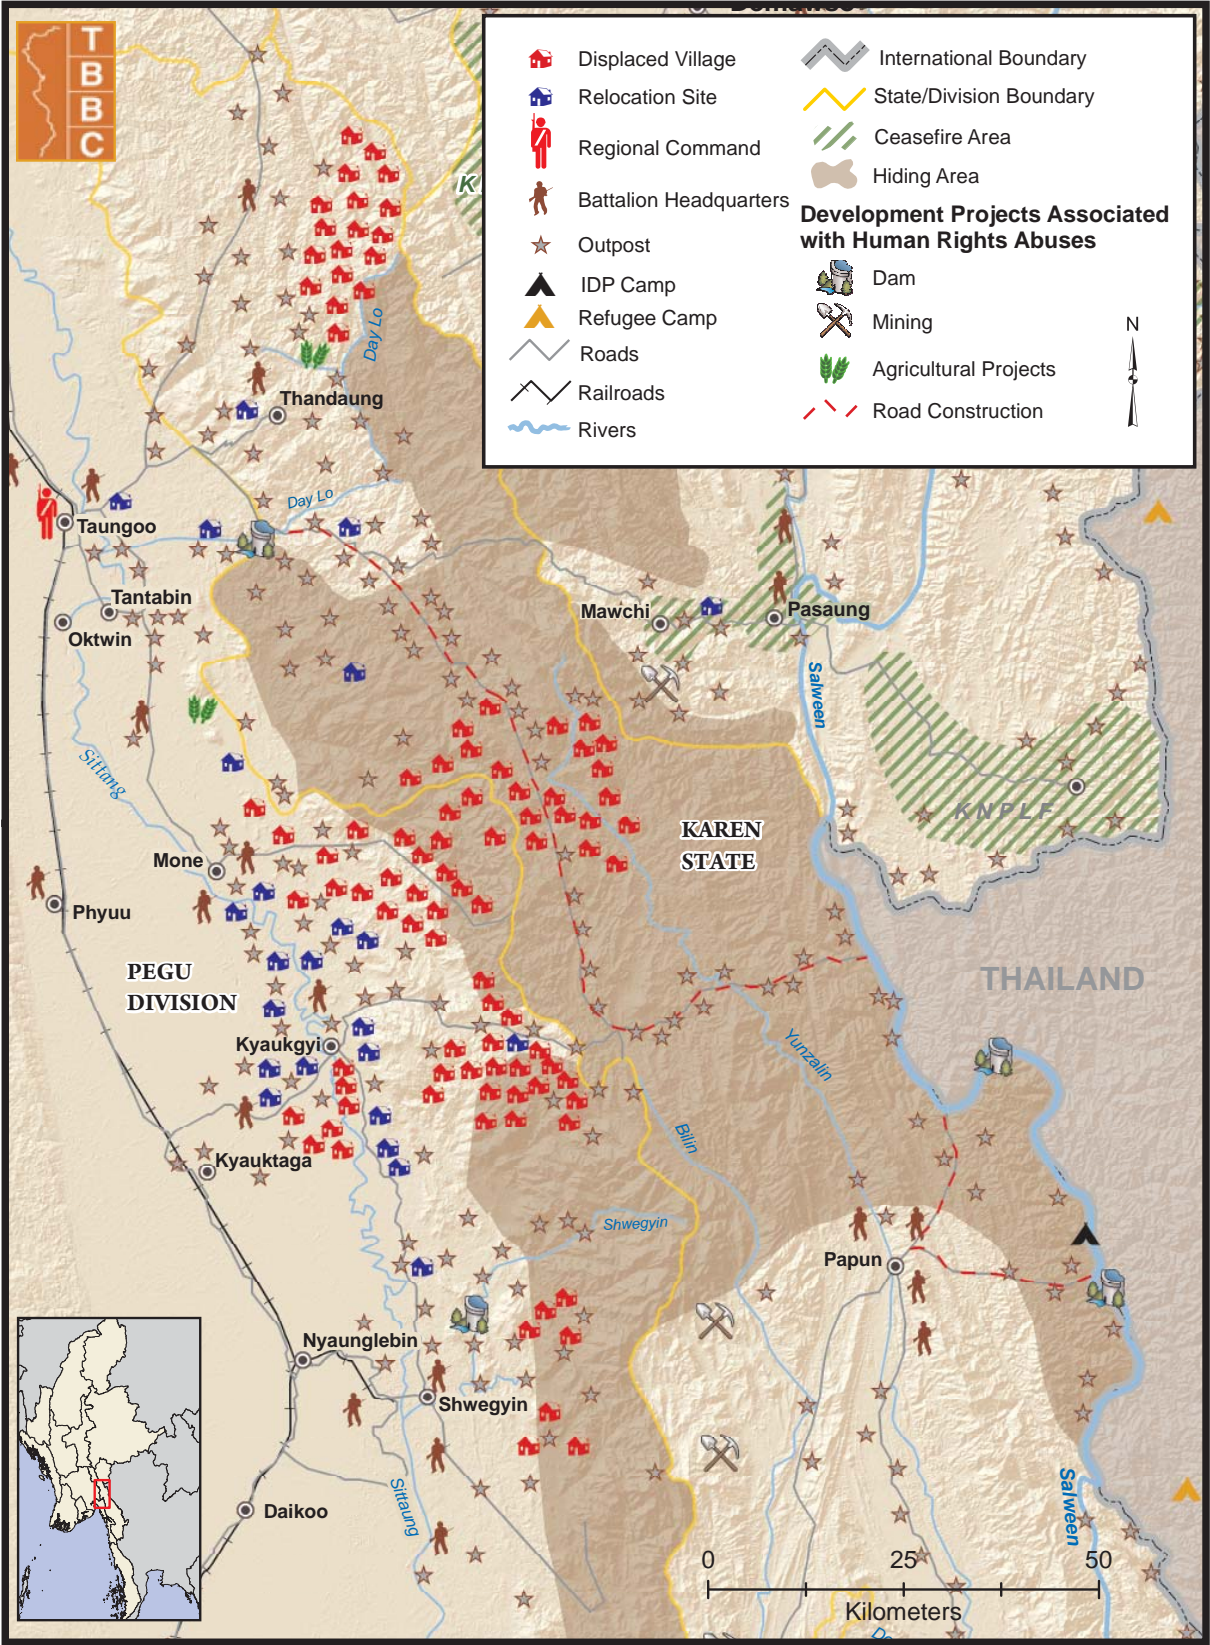 T
B
B
C
Displaced Village
Relocation Site
Regional Command
Battalion Headquarters
Outpost
IDP Camp
Refugee Camp
Roads
Railroads
Rivers
International Boundary
State/Division Boundary
Ceasefire Area
Hiding Area
Development Projects Associated
with Human Rights Abuses
Dam
Mining
Agricultural Projects
Road Construction
N
K
Day Lo
Thandaung
Day Lo
Taungoo
Tantabin
Oktwin
Mawchi
Pasaung
Salween
Sittang
KNPLF
KAREN
STATE
Mone
Phyuu
PEGU
DIVISION
THAILAND
Kyaukgyi
Yunzalin
Bilin
Kyauktaga
Shwegyin
Papun
Nyaunglebin
Shwegyin
Sittaung
Salween
Daikoo
0
25
50
Kilometers